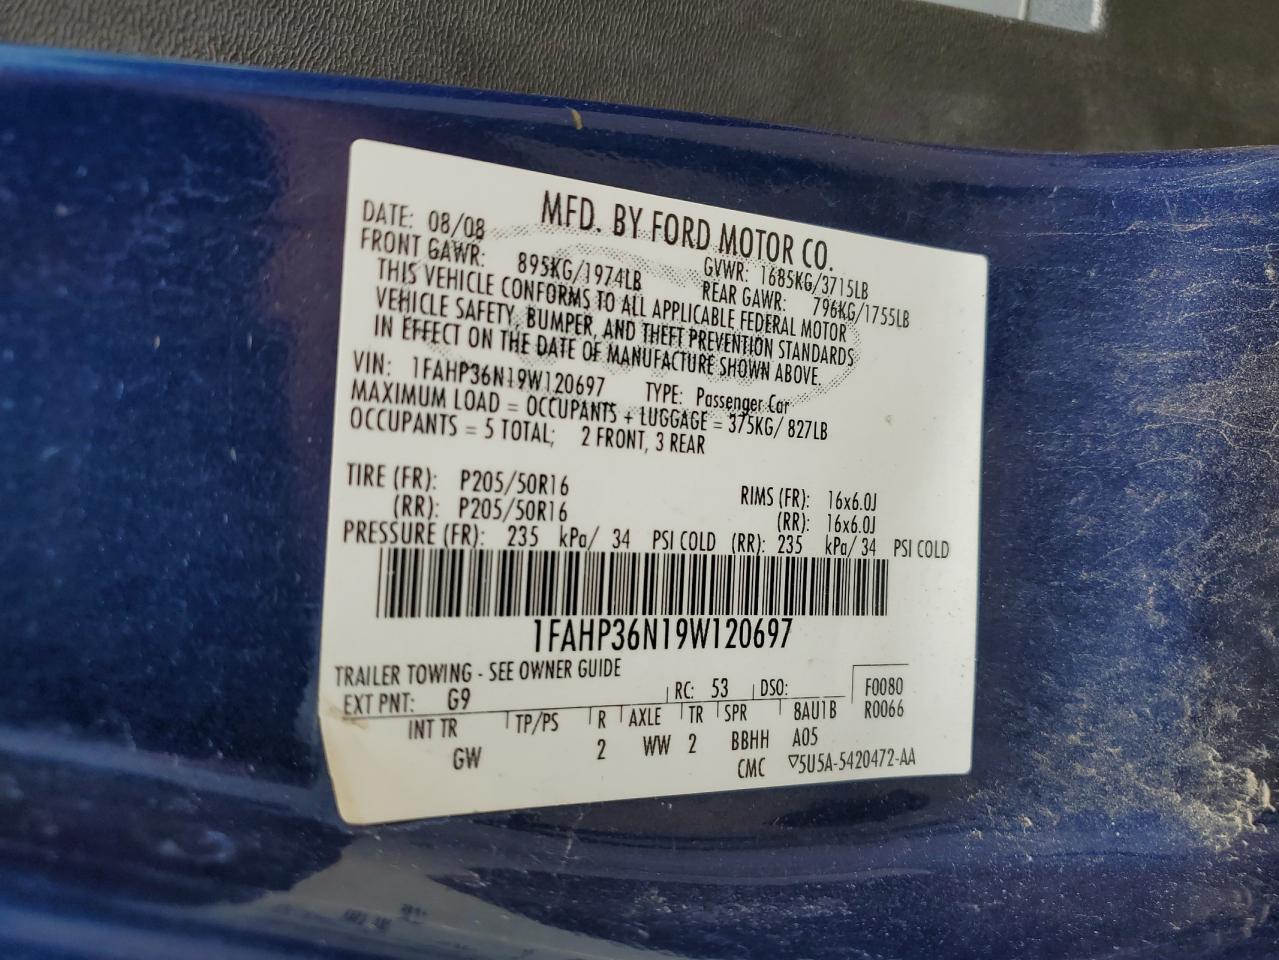 MFD. BY FORD MOTOR CO.
DATE: 08/08 GVWR: 1685KG/3715LB
FRONT GAWR: 895KG/1974LB REAR GAWR: 796KG/1755LB
THIS VEHICLE CONFORMS TO ALL APPLICABLE FEDERAL MOTOR
VEHICLE SAFETY, BUMPER, AND THEFT PREVENTION STANDARDS
IN EFFECT ON THE DATE OF MANUFACTURE SHOWN ABOVE.
VIN: 1FAHP36N19W120697 TYPE: Passenger Car
MAXIMUM LOAD = OCCUPANTS + LUGGAGE = 375KG/ 827LB
OCCUPANTS = 5 TOTAL; 2 FRONT, 3 REAR
TIRE (FR): P205/50R16 RIMS (FR): 16x6.0J
(RR): P205/50R16 (RR): 16x6.0J
PRESSURE (FR): 235 kPa/ 34 PSI COLD (RR): 235 kPa/ 34 PSI COLD
1FAHP36N19W120697
TRAILER TOWING - SEE OWNER GUIDE
EXT PNT: G9 RC: 53 DSO: F0080
INT TR TP/PS R AXLE TR SPR 8AU1B R0066
GW 2 WW 2 BBHH A05
CMC ▽5U5A-5420472-AA